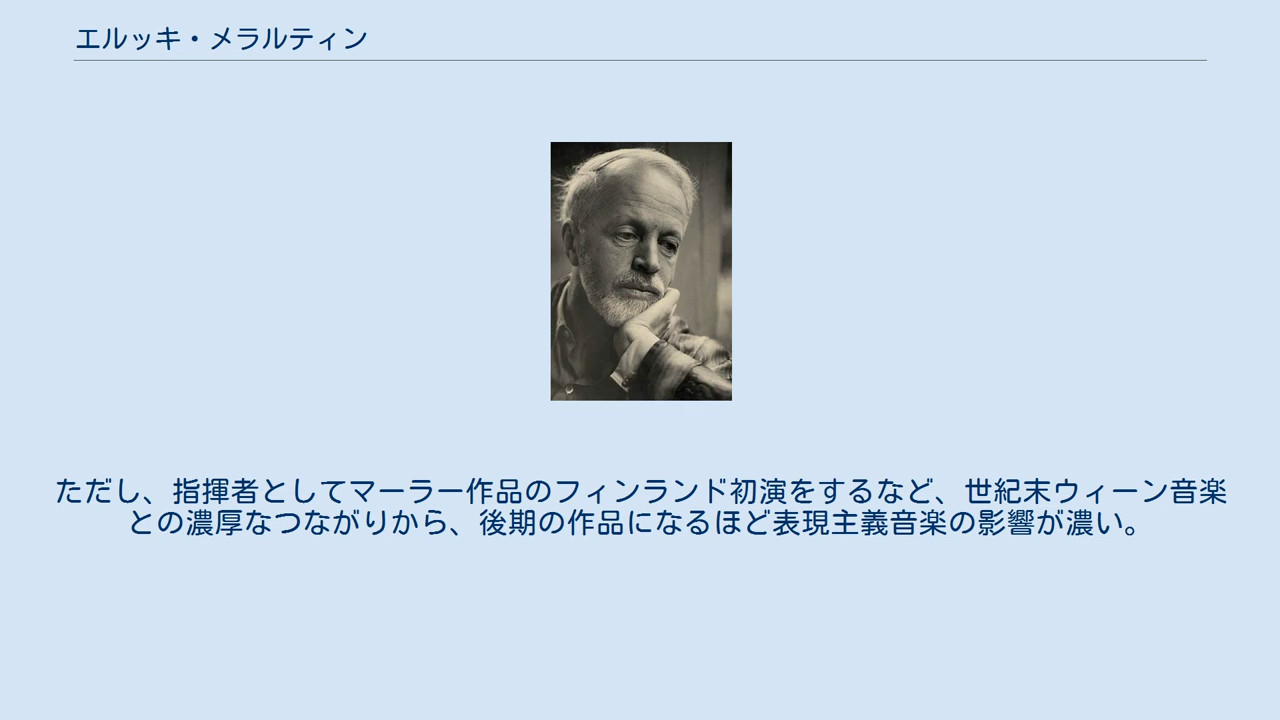 エルッキ・メラルティン
ただし、指揮者としてマーラー作品のフィンランド初演をするなど、世紀末ウィーン音楽
との濃厚なつながりから、後期の作品になるほど表現主義音楽の影響が濃い。